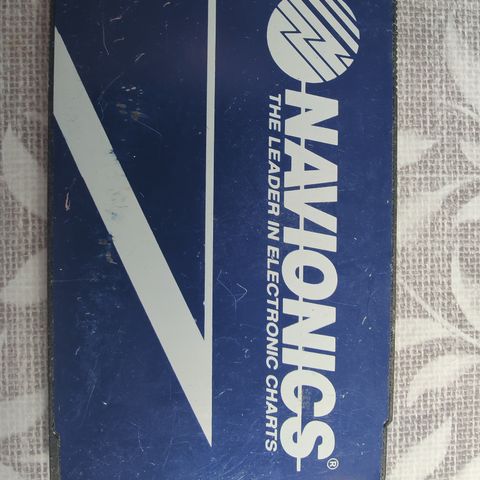 NAVIONICS®
THE LEADER IN ELECTRONIC CHARTS